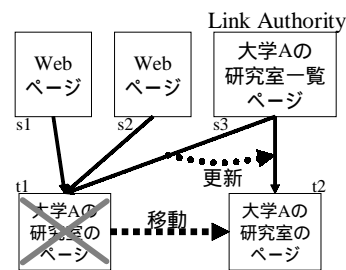 Link Authority
Web
ページ
s1
Web
ページ
s2
大学Aの
研究室一覧
ページ
s3
更新
t1
大学Aの
研究室の
ページ
移動
t2
大学Aの
研究室の
ページ